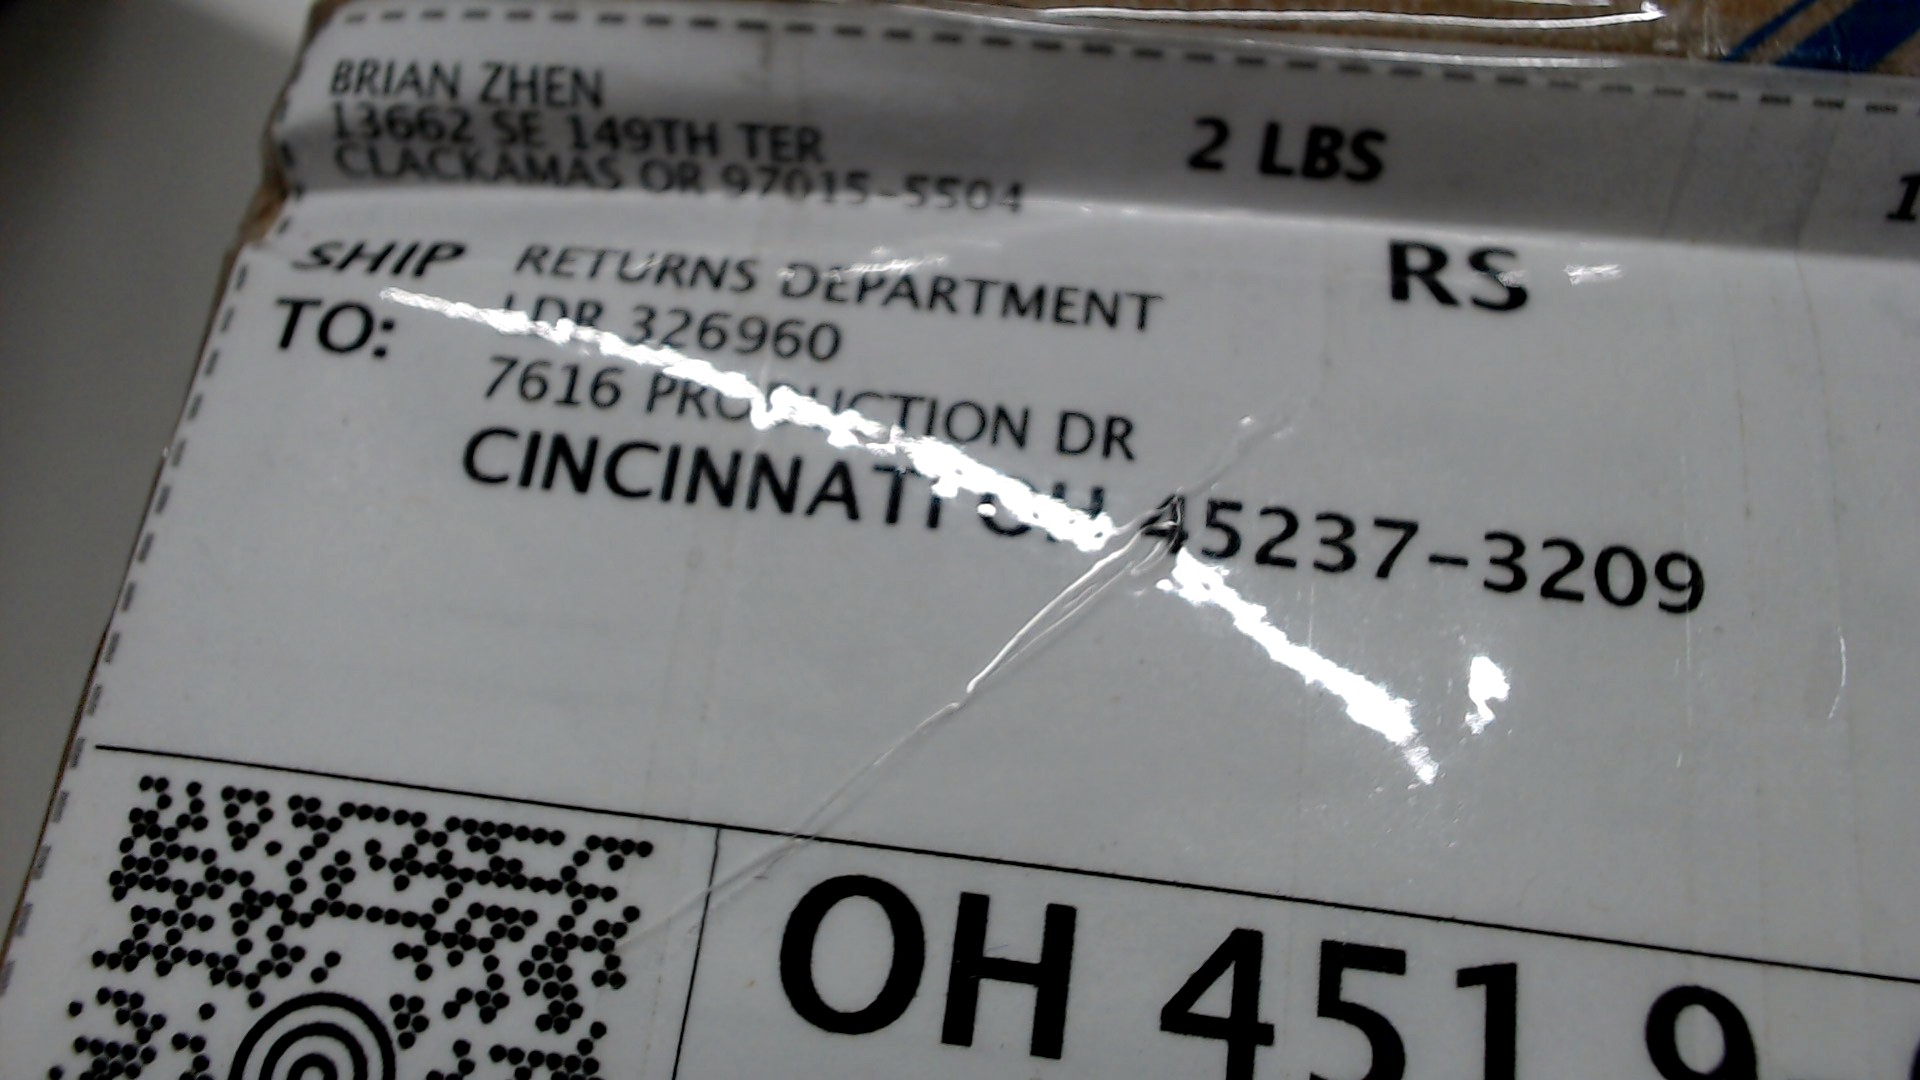 BRIAN ZHEN
13662 SE 149TH TER
CLACKAMAS OR 97015-5504
2 LBS
1
RS
SHIP TO:
RETURNS DEPARTMENT
LDR 326960
7616 PRODUCTION DR
CINCINNATI OH 45237-3209
OH 451 9